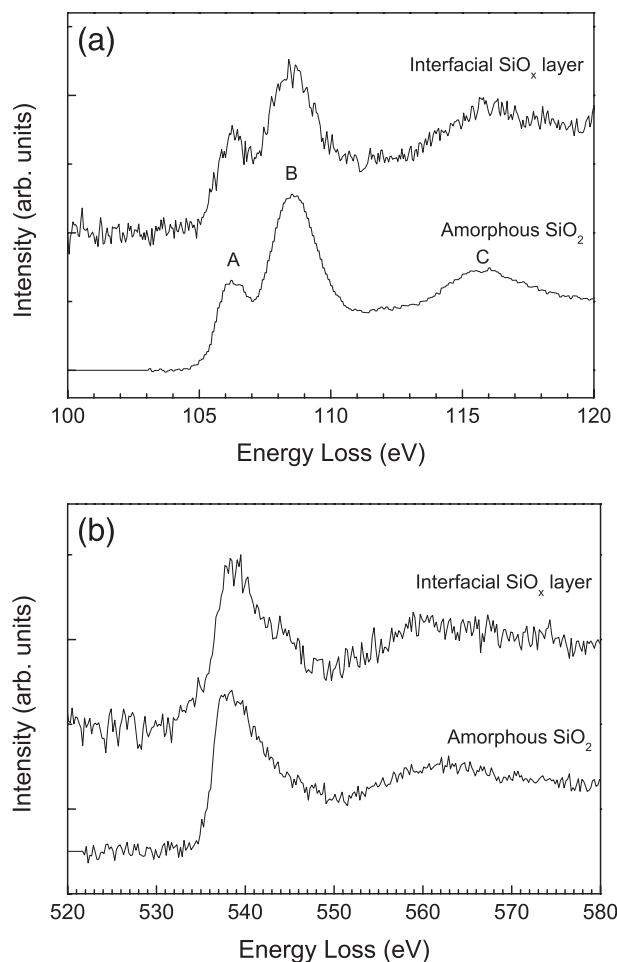 (a)
Interfacial SiOₓ layer
B
Amorphous SiO₂
A
C
Intensity (arb. units)
100 105 110 115 120
Energy Loss (eV)
(b)
Interfacial SiOₓ layer
Amorphous SiO₂
Intensity (arb. units)
520 530 540 550 560 570 580
Energy Loss (eV)